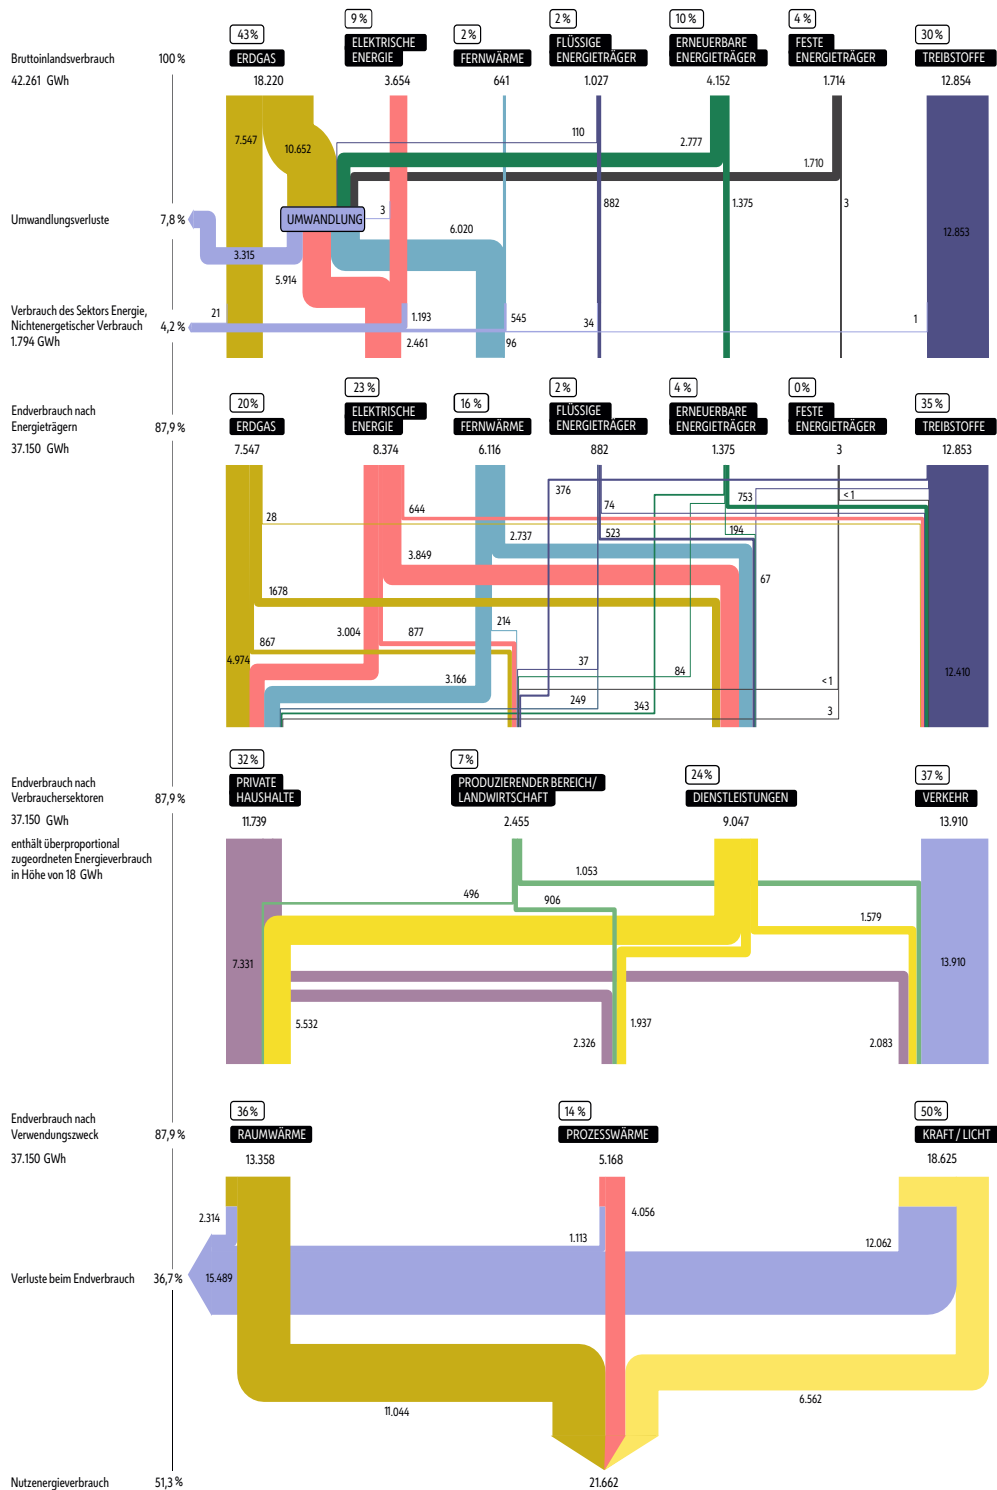 43%
9 %
2 %
2 %
10 %
4 %
30 %
Bruttoinlandsverbrauch
100 %
ERDGAS
ELEKTRISCHE
ENERGIE
FERNWÄRME
FLÜSSIGE
ENERGIETRÄGER
ERNEUERBARE
ENERGIETRÄGER
FESTE
ENERGIETRÄGER
TREIBSTOFFE
42.261 GWh
18.220
3.654
641
1.027
4.152
1.714
12.854
7.547
10.652
110
2.777
1.710
Umwandlungsverluste
7,8 %
UMWANDLUNG
3
882
1.375
3
6.020
12.853
3.315
5.914
Verbrauch des Sektors Energie,
Nichtenergetischer Verbrauch
1.794 GWh
4,2 %
21
1.193
545
34
1
2.461
96
20%
23 %
16 %
2 %
4 %
0%
35 %
Endverbrauch nach
Energieträgern
87,9 %
ERDGAS
ELEKTRISCHE
ENERGIE
FERNWÄRME
FLÜSSIGE
ENERGIETRÄGER
ERNEUERBARE
ENERGIETRÄGER
FESTE
ENERGIETRÄGER
TREIBSTOFFE
37.150 GWh
7.547
8.374
6.116
882
1.375
3
12.853
376
753
< 1
74
644
28
523
194
2.737
3.849
67
1678
214
3.004
877
867
4.974
37
84
3.166
< 1
12.410
249
343
3
32 %
7 %
24 %
37 %
Endverbrauch nach
Verbrauchersektoren
87,9 %
PRIVATE
HAUSHALTE
PRODUZIERENDER BEREICH/
LANDWIRTSCHAFT
DIENSTLEISTUNGEN
VERKEHR
37.150 GWh
11.739
2.455
9.047
13.910
enthält überproportional
zugeordneten Energieverbrauch
in Höhe von 18 GWh
1.053
496
906
1.579
7.331
13.910
5.532
1.937
2.326
2.083
36 %
14 %
50%
Endverbrauch nach
Verwendungszweck
87,9 %
RAUMWÄRME
PROZESSWÄRME
KRAFT / LICHT
37.150 GWh
13.358
5.168
18.625
2.314
4.056
1.113
12.062
Verluste beim Endverbrauch
36,7 %
15.489
11.044
6.562
Nutzenergieverbrauch
51,3 %
21.662